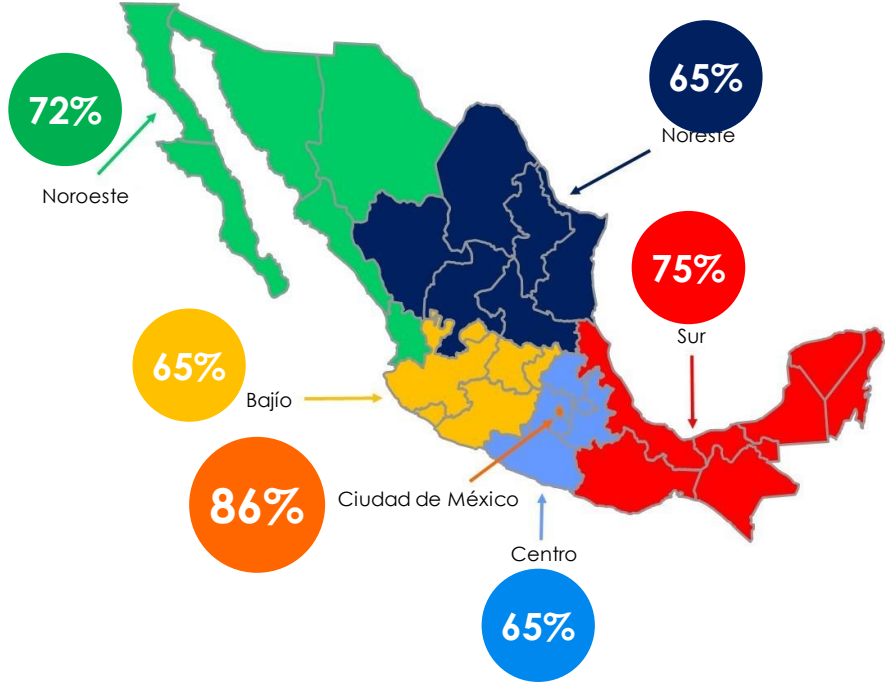 65%
72%
Noreste
Noroeste
75%
Sur
65%
Bajío
86%
Ciudad de México
Centro
65%